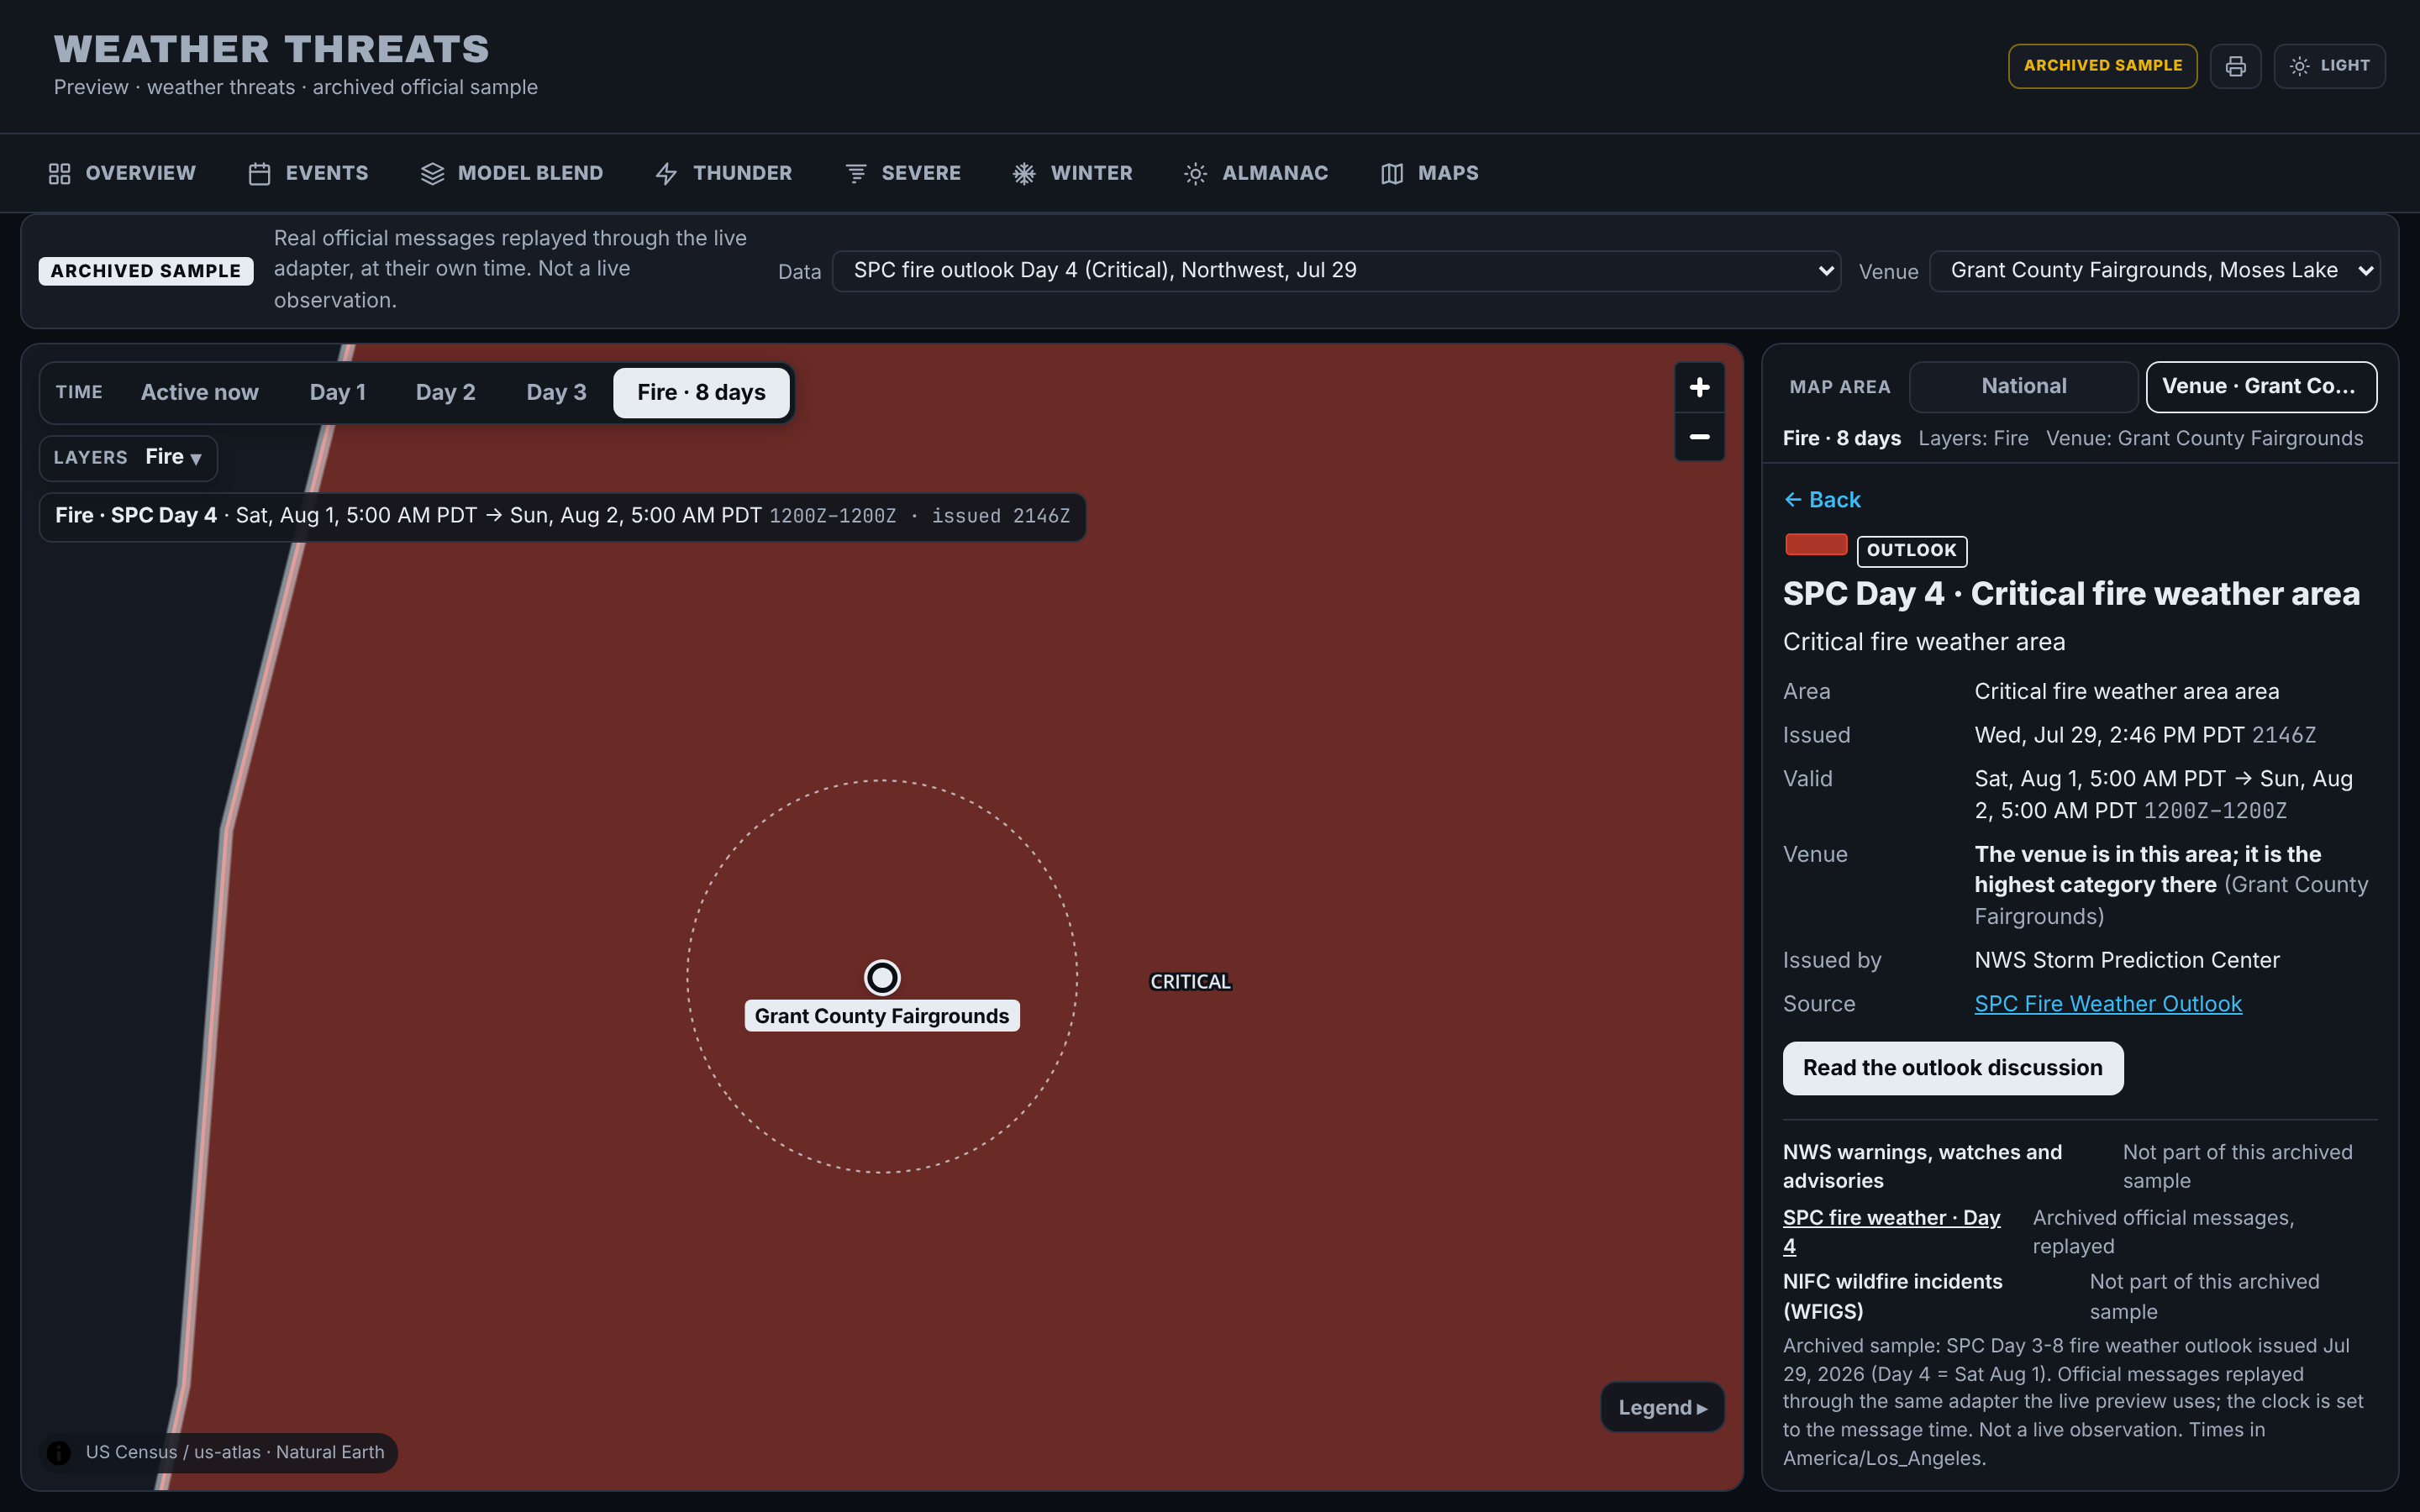 WEATHER THREATS
Preview · weather threats · archived official sample
ARCHIVED SAMPLE
LIGHT
OVERVIEW
EVENTS
MODEL BLEND
THUNDER
SEVERE
WINTER
ALMANAC
MAPS
ARCHIVED SAMPLE
Real official messages replayed through the live
adapter, at their own time. Not a live
observation.
Data
SPC fire outlook Day 4 (Critical), Northwest, Jul 29
Venue
Grant County Fairgrounds, Moses Lake
TIME
Active now
Day 1
Day 2
Day 3
Fire · 8 days
LAYERS
Fire ▾
Fire · SPC Day 4 · Sat, Aug 1, 5:00 AM PDT → Sun, Aug 2, 5:00 AM PDT 1200Z–1200Z · issued 2146Z
+
−
Grant County Fairgrounds
CRITICAL
Legend ▸
US Census / us-atlas · Natural Earth
MAP AREA
National
Venue · Grant Co…
Fire · 8 days Layers: Fire Venue: Grant County Fairgrounds
← Back
OUTLOOK
SPC Day 4 · Critical fire weather area
Critical fire weather area
Area
Critical fire weather area area
Issued
Wed, Jul 29, 2:46 PM PDT 2146Z
Valid
Sat, Aug 1, 5:00 AM PDT → Sun, Aug
2, 5:00 AM PDT 1200Z–1200Z
Venue
The venue is in this area; it is the
highest category there (Grant County
Fairgrounds)
Issued by
NWS Storm Prediction Center
Source
SPC Fire Weather Outlook
Read the outlook discussion
NWS warnings, watches and
advisories
Not part of this archived
sample
SPC fire weather · Day
4
Archived official messages,
replayed
NIFC wildfire incidents
(WFIGS)
Not part of this archived
sample
Archived sample: SPC Day 3-8 fire weather outlook issued Jul
29, 2026 (Day 4 = Sat Aug 1). Official messages replayed
through the same adapter the live preview uses; the clock is set
to the message time. Not a live observation. Times in
America/Los_Angeles.